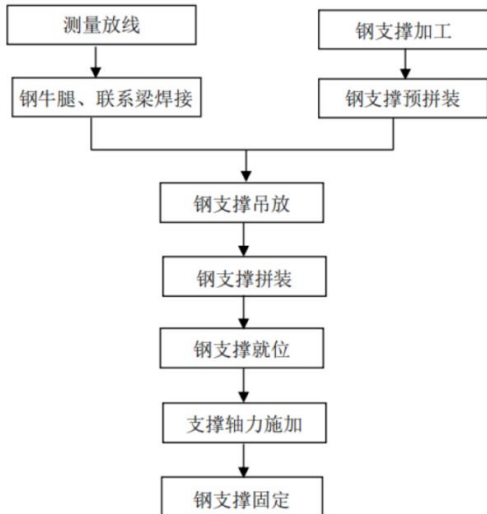 测量放线
钢支撑加工
钢牛腿、联系梁焊接
钢支撑预拼装
钢支撑吊放
钢支撑拼装
钢支撑就位
支撑轴力施加
钢支撑固定